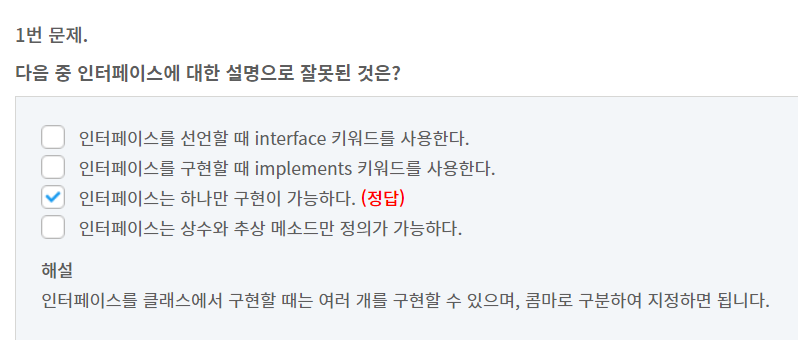 1번 문제.
다음 중 인터페이스에 대한 설명으로 잘못된 것은?
인터페이스를 선언할 때 interface 키워드를 사용한다.
인터페이스를 구현할 때 implements 키워드를 사용한다.
인터페이스는 하나만 구현이 가능하다. (정답)
인터페이스는 상수와 추상 메소드만 정의가 가능하다.
해설
인터페이스를 클래스에서 구현할 때는 여러 개를 구현할 수 있으며, 콤마로 구분하여 지정하면 됩니다.